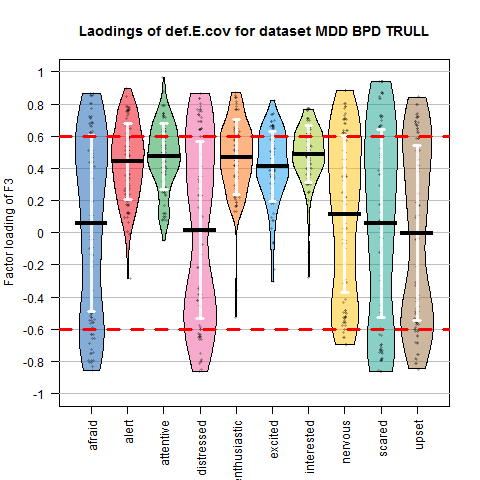 Laodings of def.E.cov for dataset MDD BPD TRULL
Factor loading of F3
1
0.8
0.6
0.4
0.2
0
-0.2
-0.4
-0.6
-0.8
-1
afraid
alert
attentive
distressed
enthusiastic
excited
interested
nervous
scared
upset